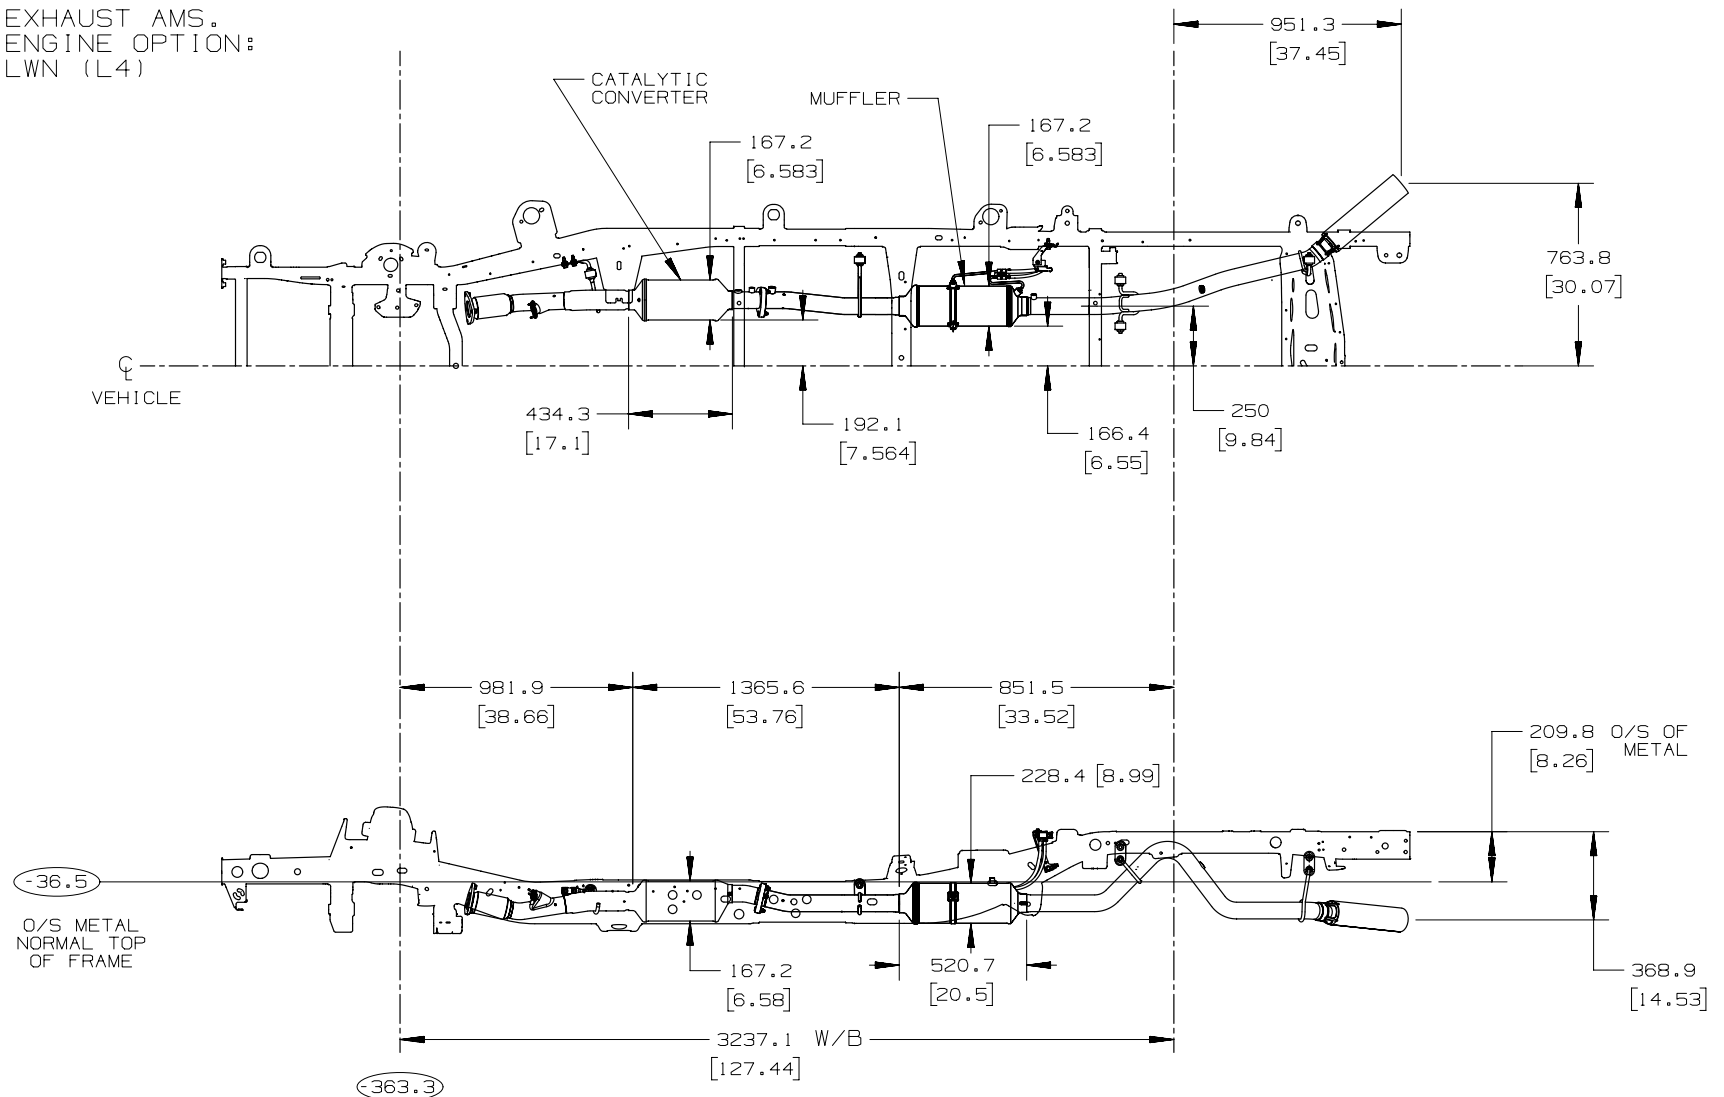 EXHAUST AMS.
ENGINE OPTION:
LWN (L4)
951.3
[37.45]
CATALYTIC
CONVERTER
MUFFLER
167.2
[6.583]
167.2
[6.583]
763.8
[30.07]
℄
VEHICLE
434.3
[17.1]
192.1
[7.564]
166.4
[6.55]
250
[9.84]
981.9
[38.66]
1365.6
[53.76]
851.5
[33.52]
209.8 O/S OF
METAL
[8.26]
228.4 [8.99]
-36.5
O/S METAL
NORMAL TOP
OF FRAME
167.2
[6.58]
520.7
[20.5]
368.9
[14.53]
3237.1 W/B
[127.44]
-363.3